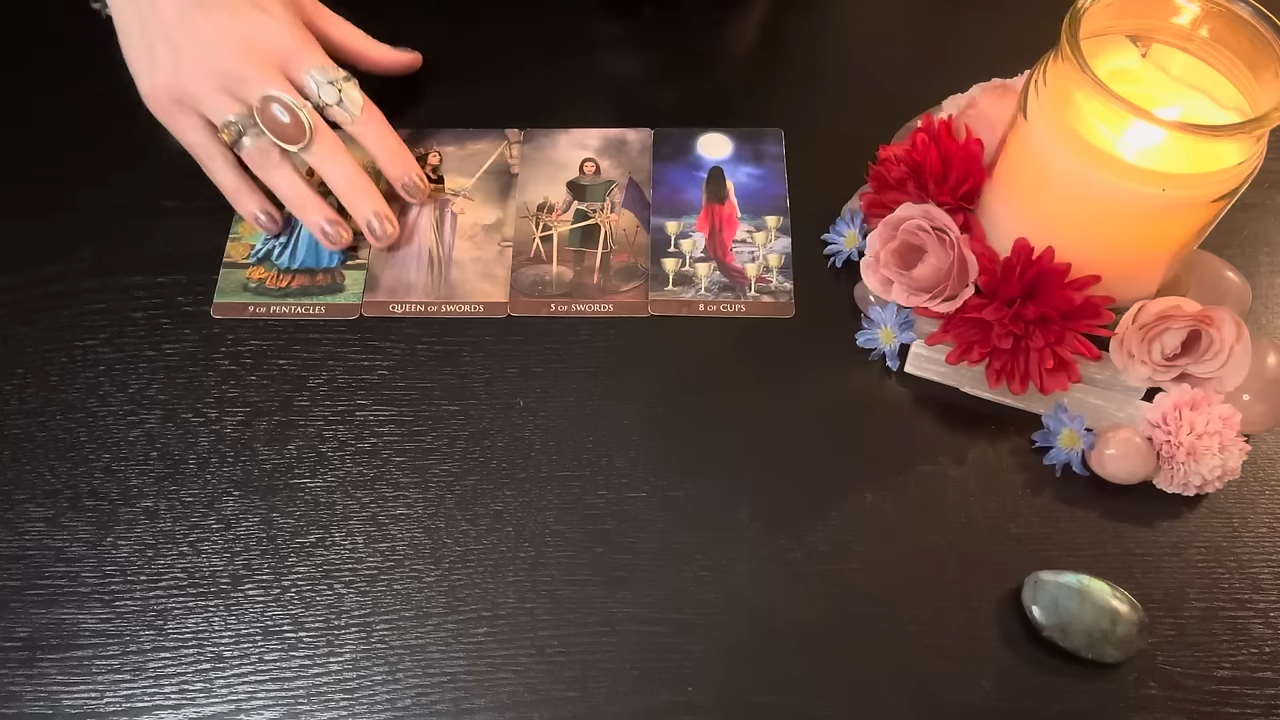 9 OF PENTACLES
QUEEN OF SWORDS
5 OF SWORDS
8 OF CUPS